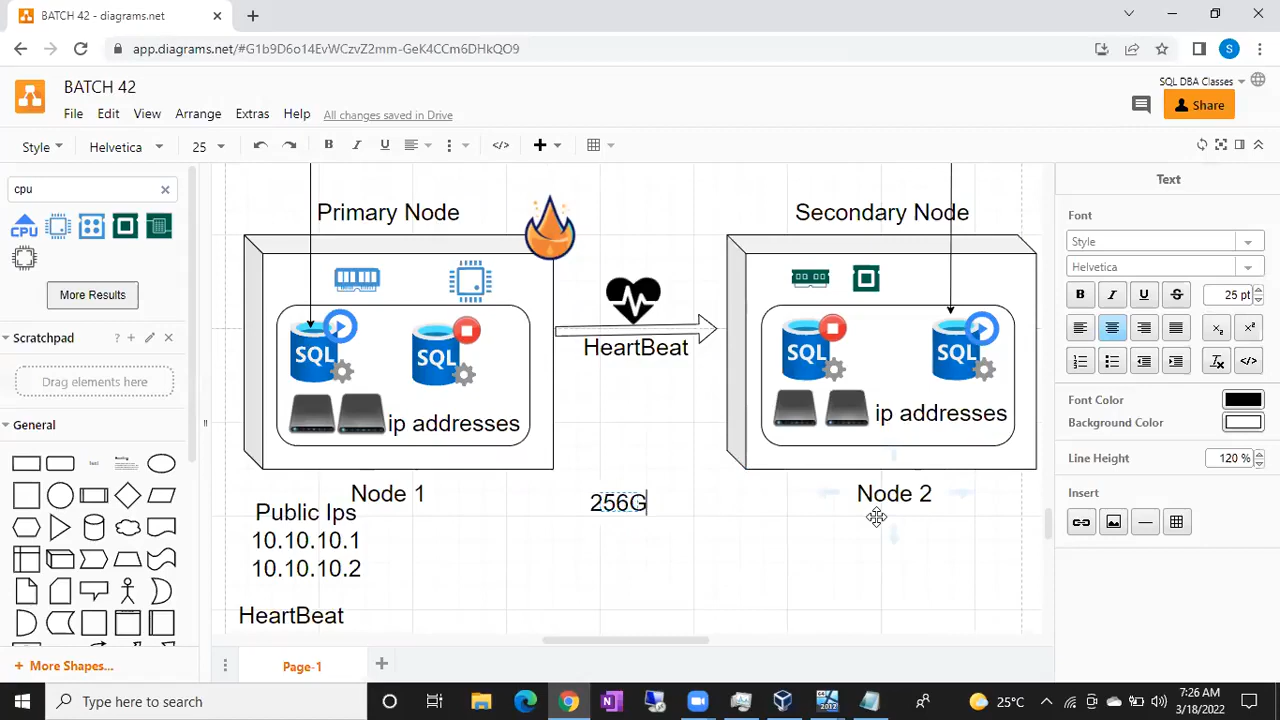 BATCH 42 - diagrams.net
app.diagrams.net/#G1b9D6o14EvWCzvZ2mm-GeK4CCm6DHkQO9
S
BATCH 42
SQL DBA Classes
File Edit View Arrange Extras Help All changes saved in Drive
Share
Style Helvetica 25 B I U
cpu
CPU
More Results
Scratchpad
Drag elements here
General
Text
More Shapes...
Primary Node
Secondary Node
SQL SQL
ip addresses
HeartBeat
SQL SQL
ip addresses
Node 1
256G
Node 2
Public Ips
10.10.10.1
10.10.10.2
HeartBeat
Page-1
Text
Font
Style
Helvetica
B I U S 25 pt
Font Color
Background Color
Line Height 120 %
Insert
Type here to search
25°C
7:26 AM
3/18/2022